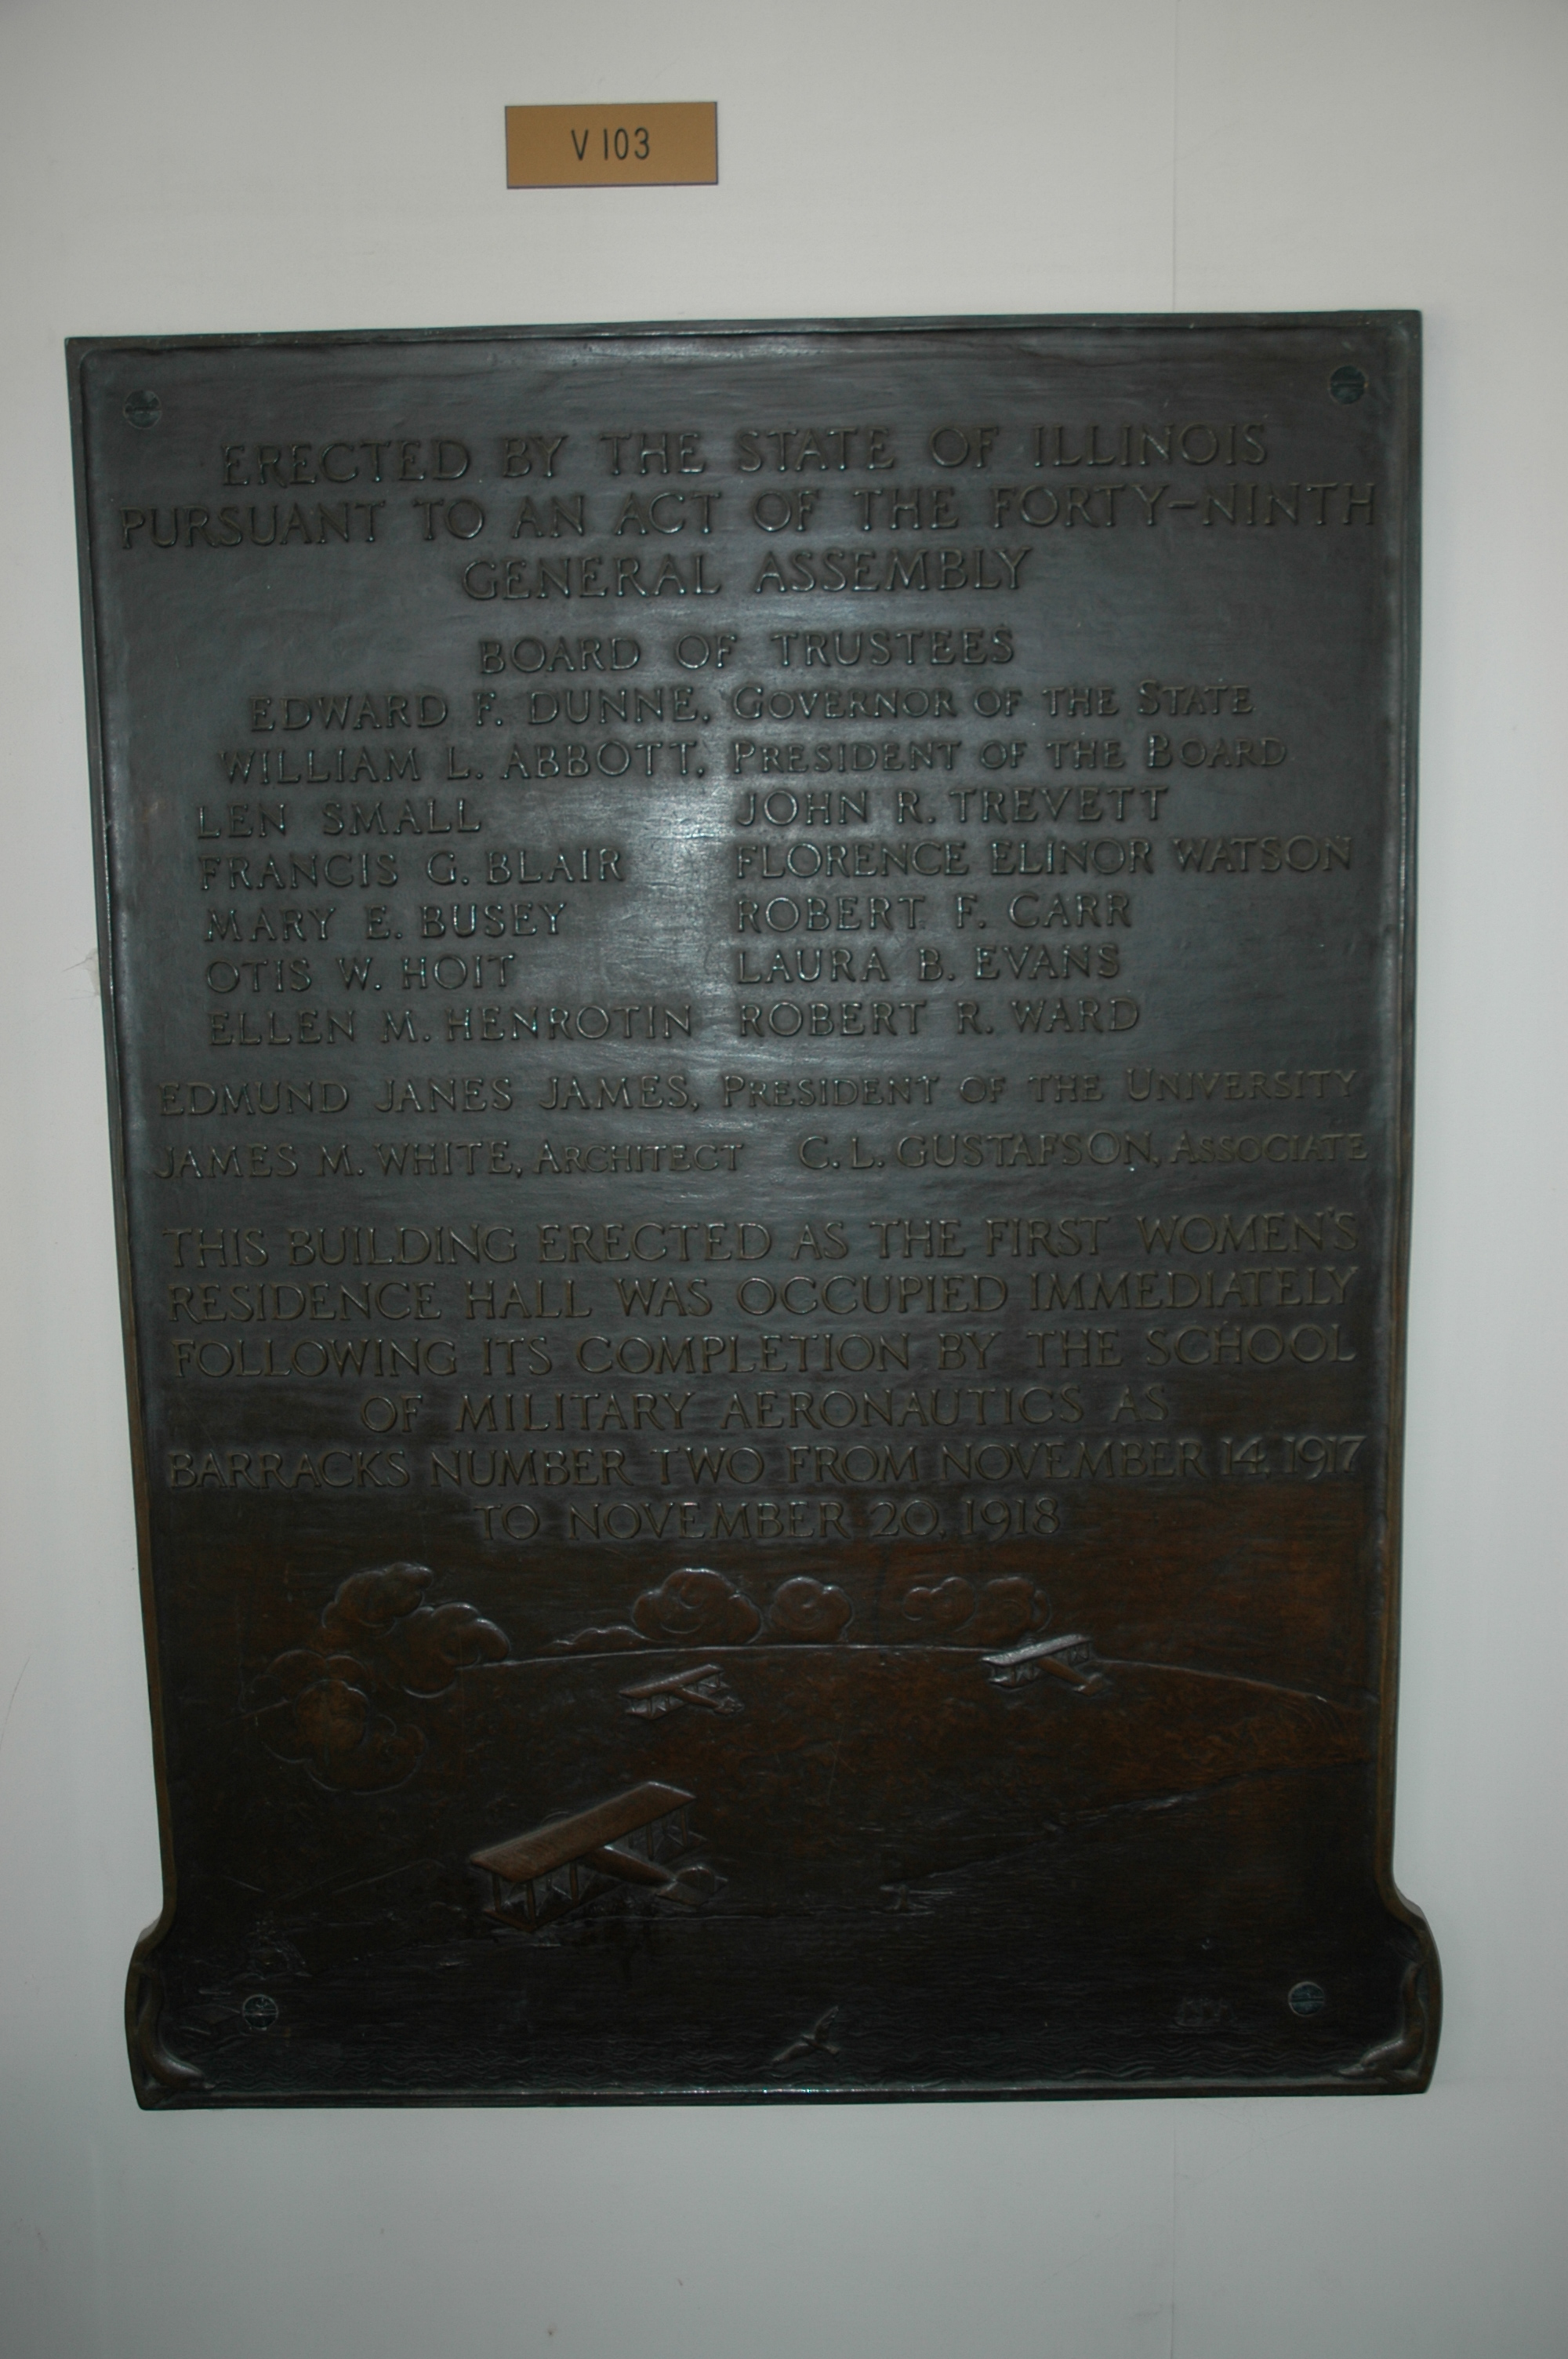 V 103
ERECTED BY THE STATE OF ILLINOIS
PURSUANT TO AN ACT OF THE FORTY-NINTH
GENERAL ASSEMBLY
BOARD OF TRUSTEES
EDWARD F. DUNNE, GOVERNOR OF THE STATE
WILLIAM L. ABBOTT, PRESIDENT OF THE BOARD
LEN SMALL JOHN R. TREVETT
FRANCIS G. BLAIR FLORENCE ELINOR WATSON
MARY E. BUSEY ROBERT F. CARR
OTIS W. HOIT LAURA B. EVANS
ELLEN M. HENROTIN ROBERT R. WARD
EDMUND JANES JAMES, PRESIDENT OF THE UNIVERSITY
JAMES M. WHITE, ARCHITECT C. L. GUSTAFSON, ASSOCIATE
THIS BUILDING ERECTED AS THE FIRST WOMEN'S
RESIDENCE HALL WAS OCCUPIED IMMEDIATELY
FOLLOWING ITS COMPLETION BY THE SCHOOL
OF MILITARY AERONAUTICS AS
BARRACKS NUMBER TWO FROM NOVEMBER 14, 1917
TO NOVEMBER 20, 1918